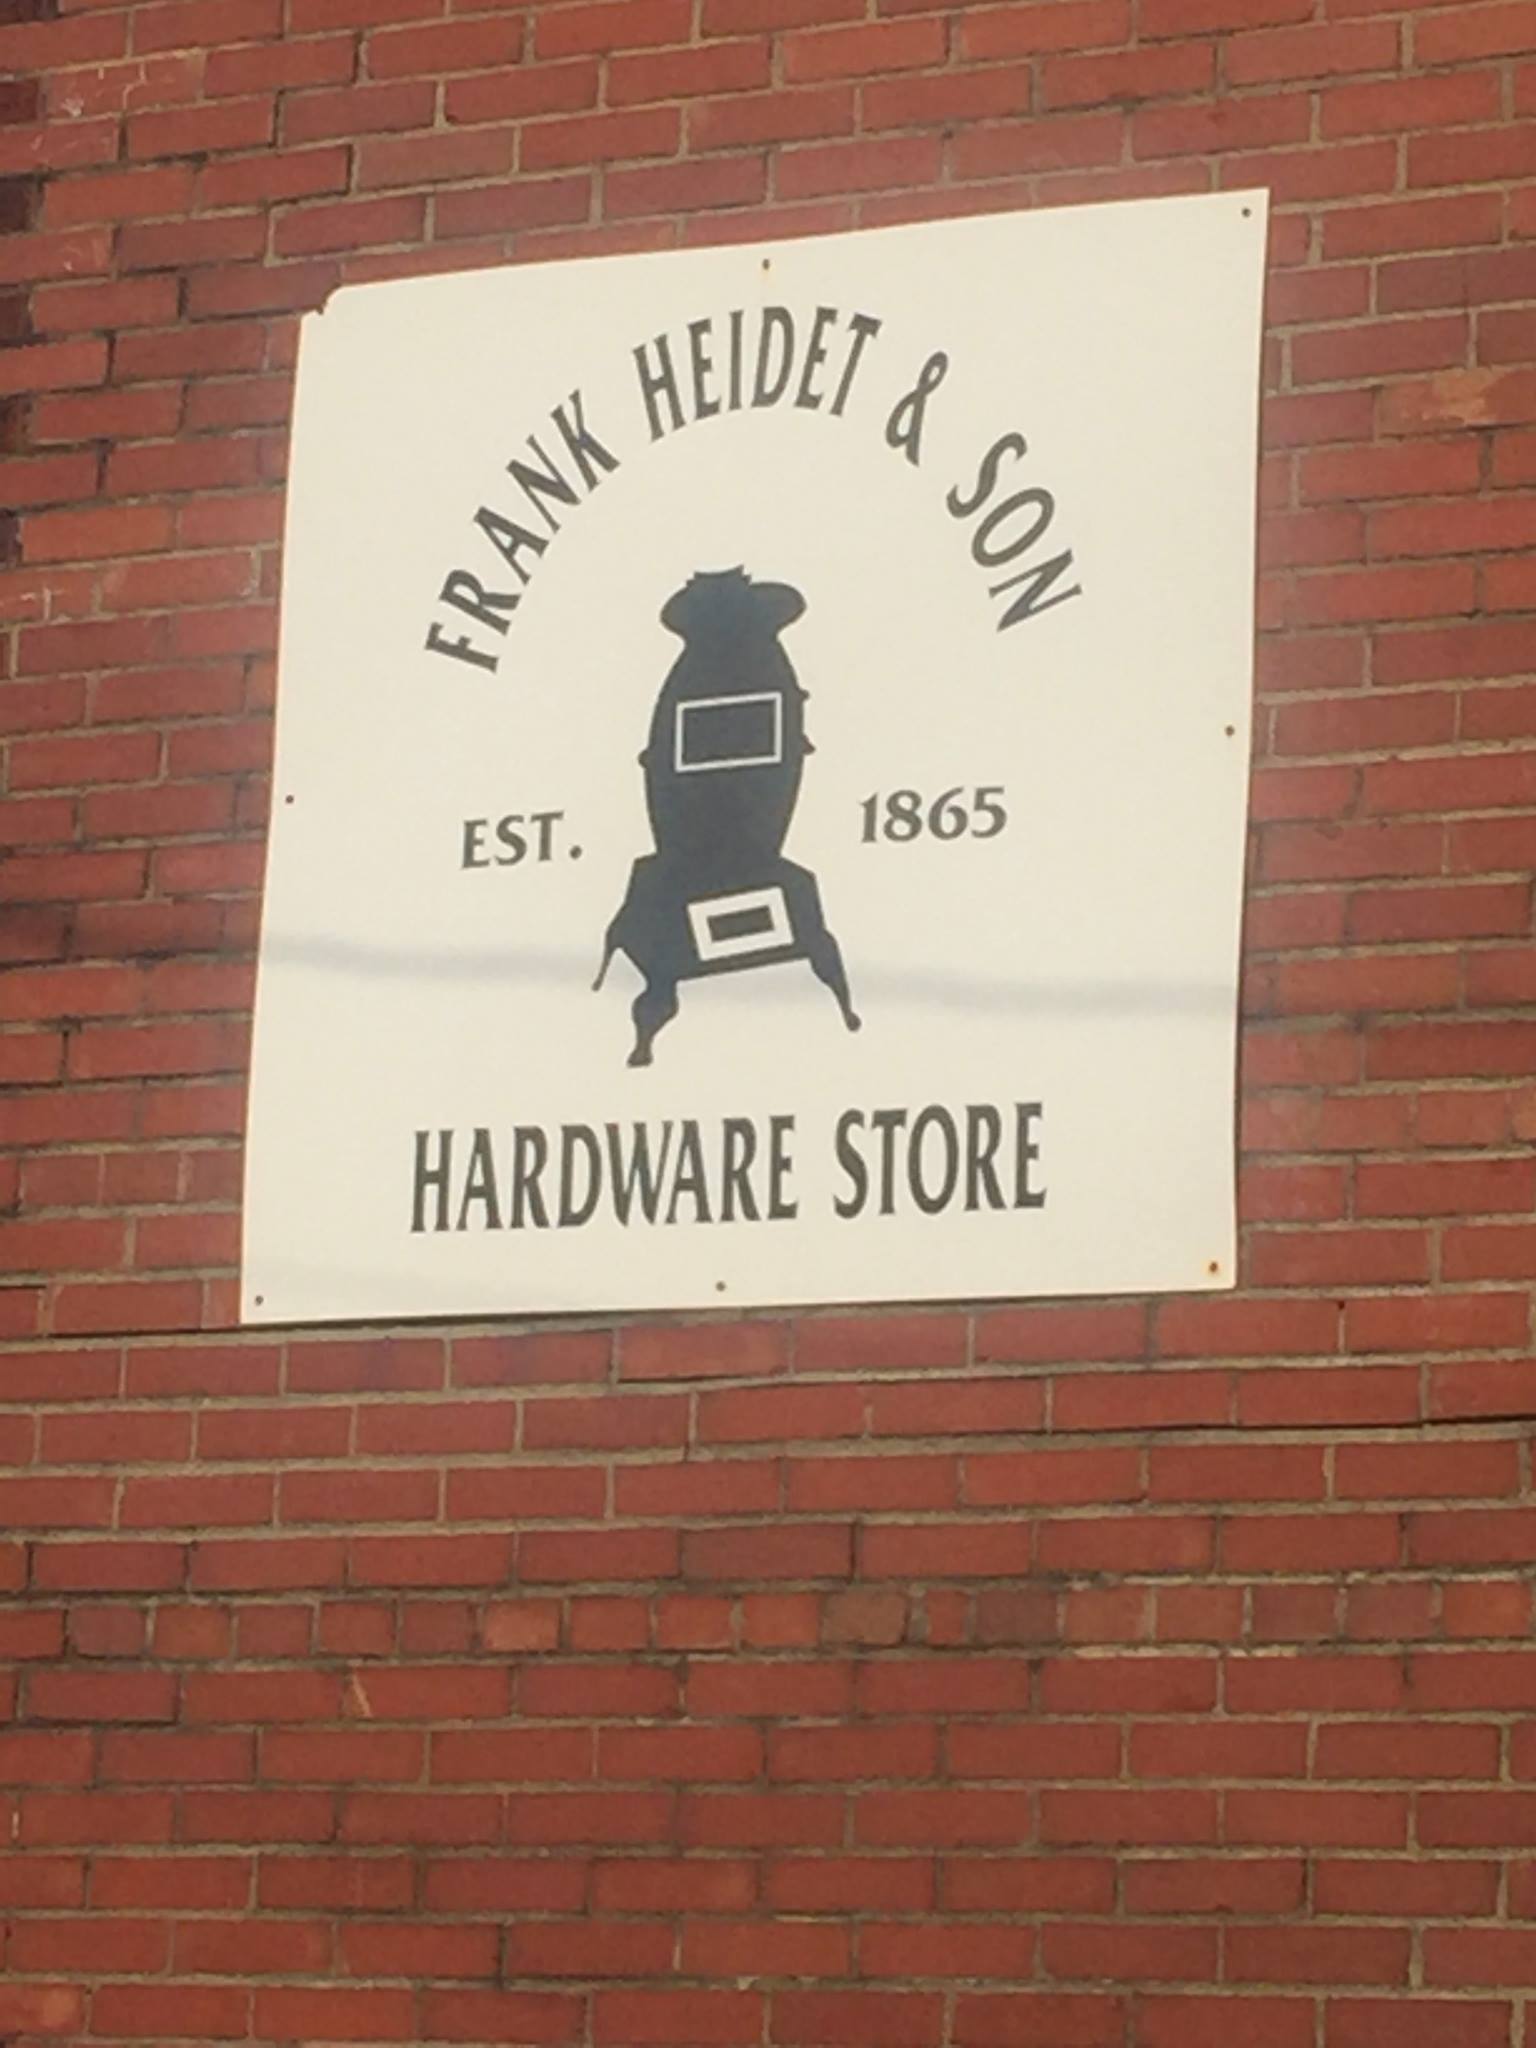 FRANK HEIDET & SON
EST. 1865
HARDWARE STORE